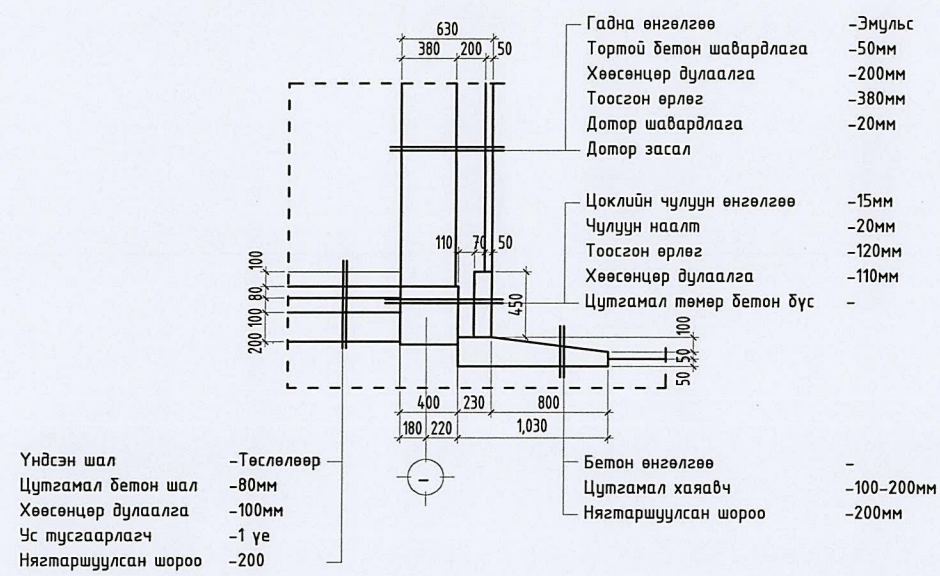 630
380 200 50
Гадна өнгөлгөө -Эмульс
Тортой бетон шавардлага -50мм
Хөөсөнцөр дулаалга -200мм
Тоосгон өрлөг -380мм
Дотор шавардлага -20мм
Дотор засал
Цоклийн чулуун өнгөлгөө -15мм
Чулуун наалт -20мм
Тоосгон өрлөг -120мм
Хөөсөнцөр дулаалга -110мм
Цутгамал төмөр бетон бүс -
110 70 50
100
80
100
200
450
100
50
50
400 230 800
180 220 1,030
-
Үндсэн шал -Төслөлөөр
Цутгамал бетон шал -80мм
Хөөсөнцөр дулаалга -100мм
Ус тусгаарлагч -1 үе
Нягтаршуулсан шороо -200
Бетон өнгөлгөө -
Цутгамал хаяавч -100-200мм
Нягтаршуулсан шороо -200мм